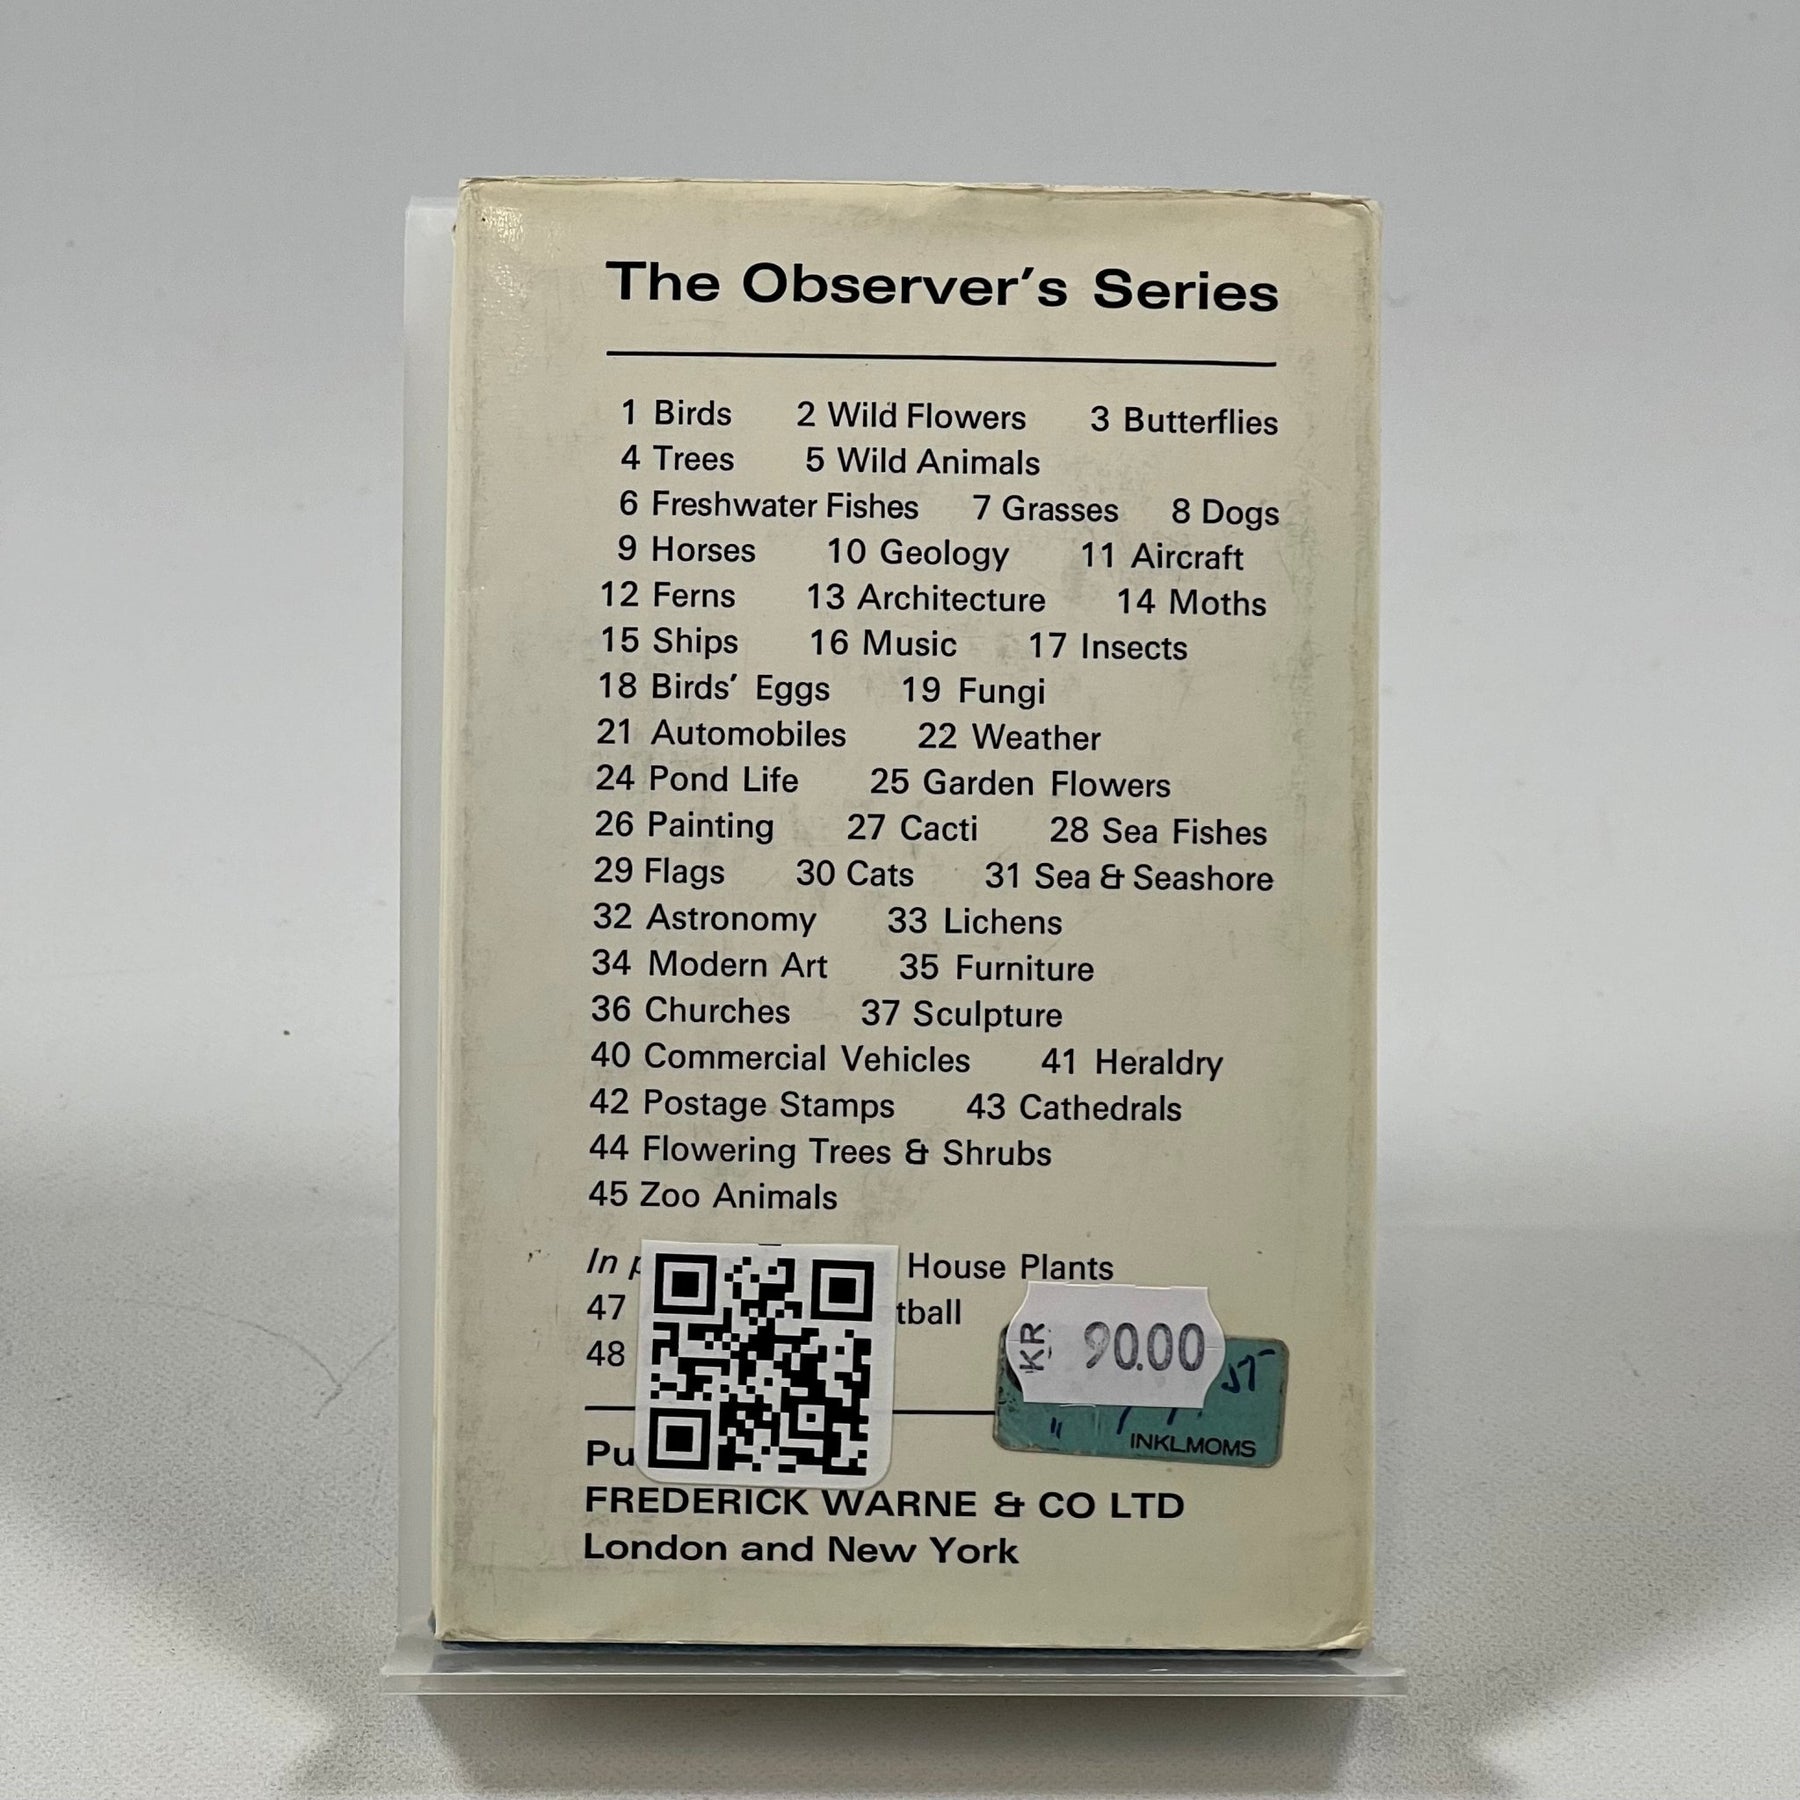 The Observer's Series
1 Birds 2 Wild Flowers 3 Butterflies
4 Trees 5 Wild Animals
6 Freshwater Fishes 7 Grasses 8 Dogs
9 Horses 10 Geology 11 Aircraft
12 Ferns 13 Architecture 14 Moths
15 Ships 16 Music 17 Insects
18 Birds' Eggs 19 Fungi
21 Automobiles 22 Weather
24 Pond Life 25 Garden Flowers
26 Painting 27 Cacti 28 Sea Fishes
29 Flags 30 Cats 31 Sea & Seashore
32 Astronomy 33 Lichens
34 Modern Art 35 Furniture
36 Churches 37 Sculpture
40 Commercial Vehicles 41 Heraldry
42 Postage Stamps 43 Cathedrals
44 Flowering Trees & Shrubs
45 Zoo Animals
In House Plants
47 tball
48
KR 90.00
INKL.MOMS
Pu
FREDERICK WARNE & CO LTD
London and New York